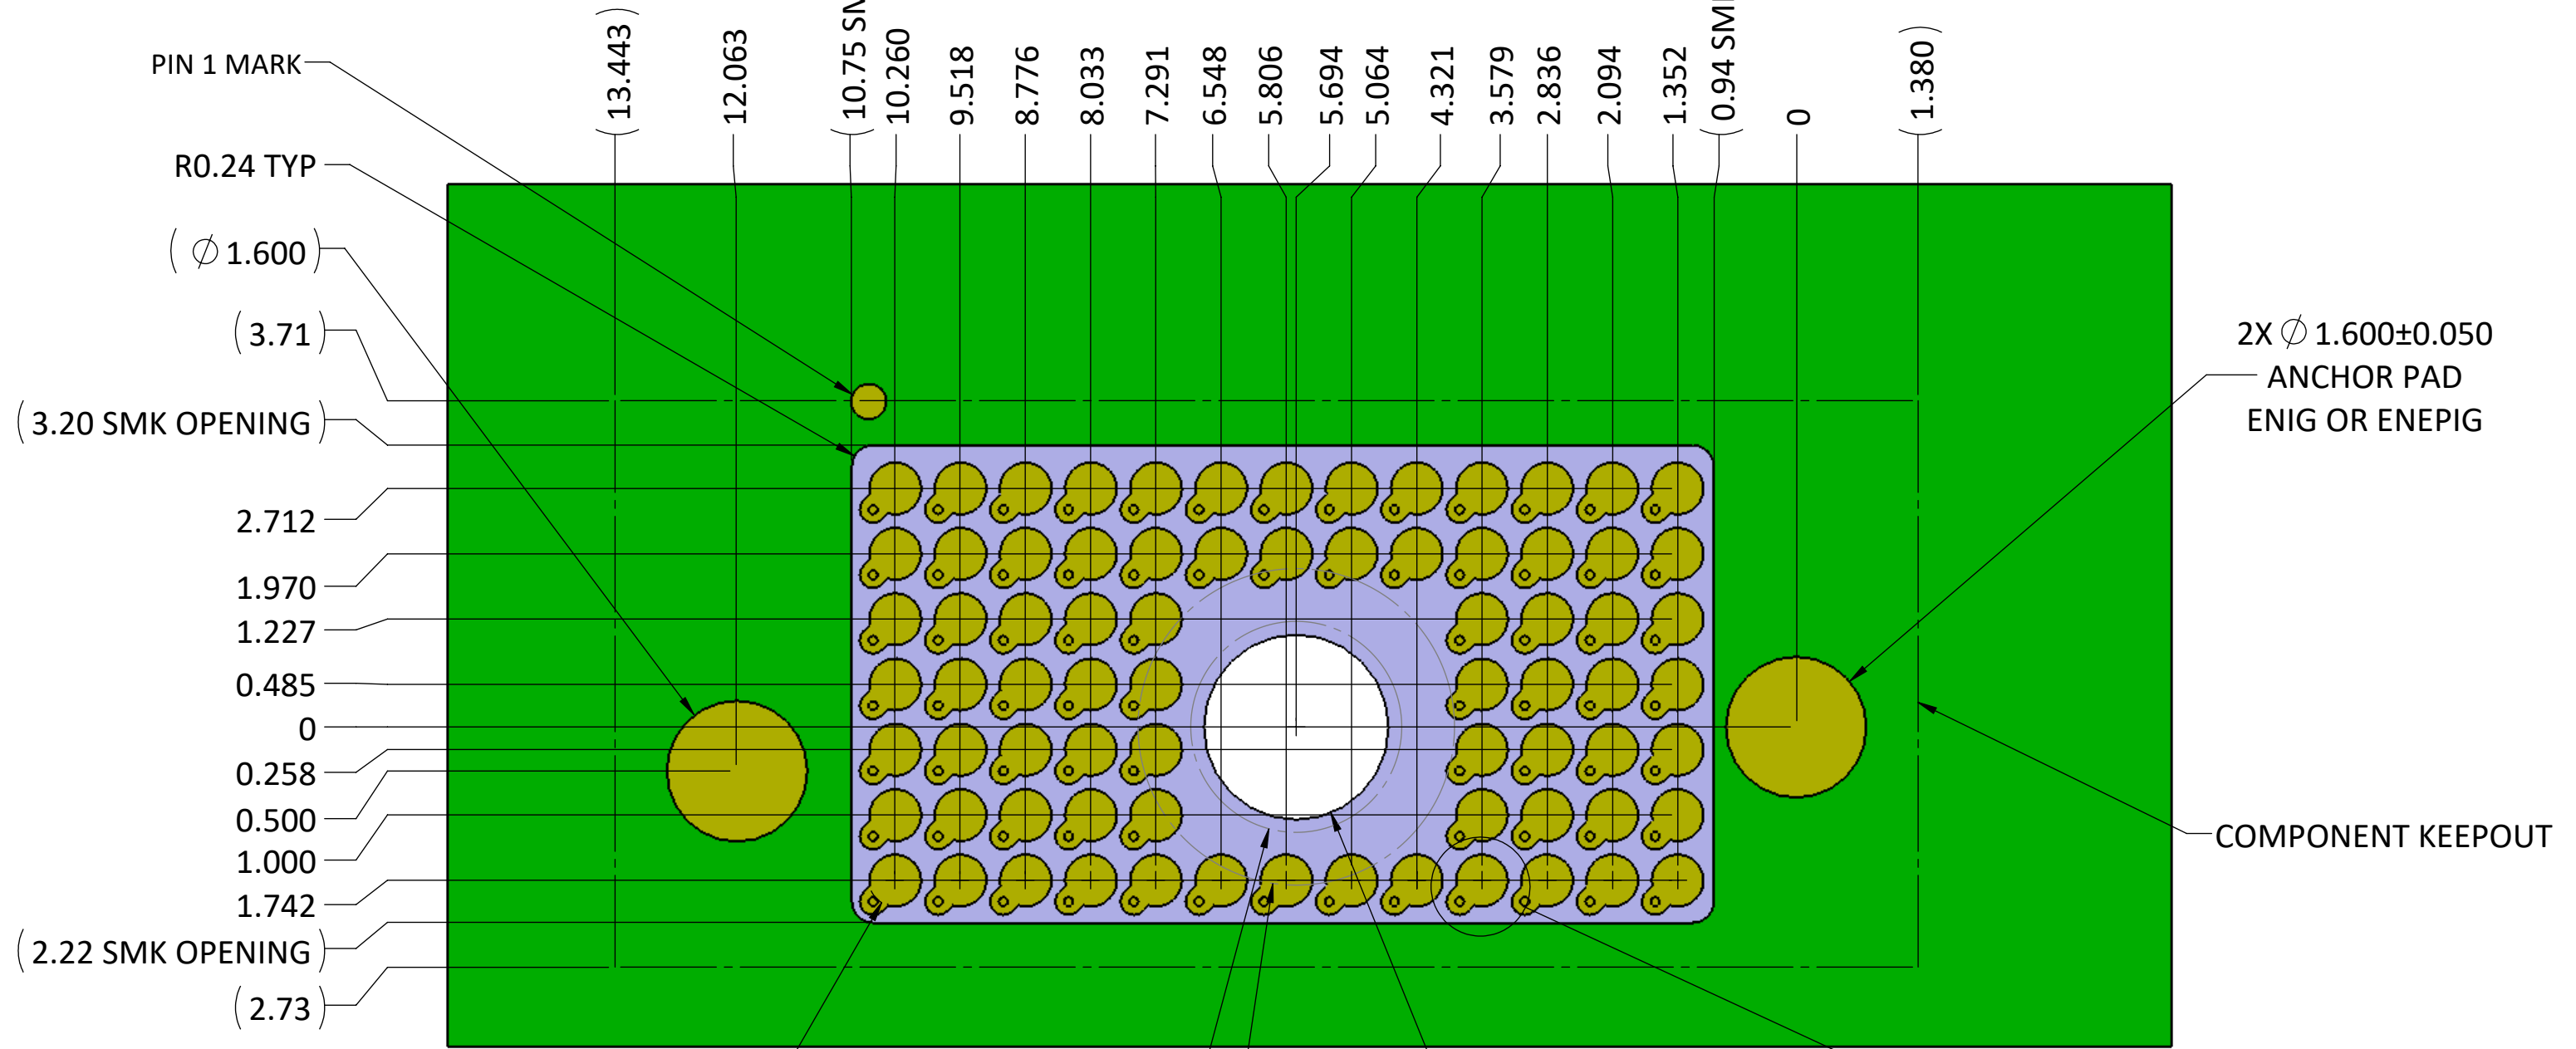 PIN 1 MARK
R0.24 TYP
( ∅ 1.600 )
( 3.71 )
( 3.20 SMK OPENING )
2.712
1.970
1.227
0.485
0
0.258
0.500
1.000
1.742
( 2.22 SMK OPENING )
( 2.73 )
( 13.443 )
12.063
( 10.75
10.260
9.518
8.776
8.033
7.291
6.548
5.806
5.694
5.064
4.321
3.579
2.836
2.094
1.352
( 0.94
0
( 1.380 )
2X ∅ 1.600±0.050
ANCHOR PAD
ENIG OR ENEPIG
COMPONENT KEEPOUT